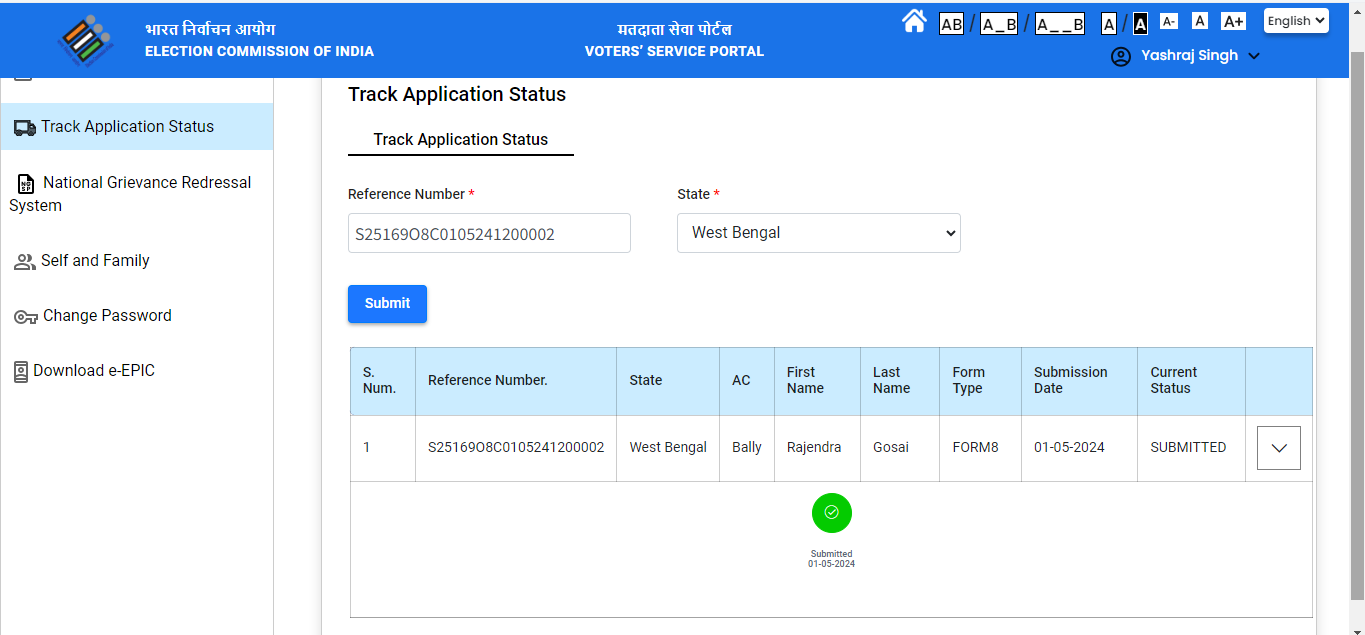 भारत निर्वाचन आयोग
ELECTION COMMISSION OF INDIA
मतदाता सेवा पोर्टल
VOTERS' SERVICE PORTAL
AB / A_B / A__B A / A A- A A+ English
Yashraj Singh
Track Application Status
National Grievance Redressal
System
Self and Family
Change Password
Download e-EPIC
Track Application Status
Track Application Status
Reference Number * State *
S25169O8C0105241200002 West Bengal
Submit
S. Num. Reference Number. State AC First Name Last Name Form Type Submission Date Current Status
1 S25169O8C0105241200002 West Bengal Bally Rajendra Gosai FORM8 01-05-2024 SUBMITTED
Submitted
01-05-2024